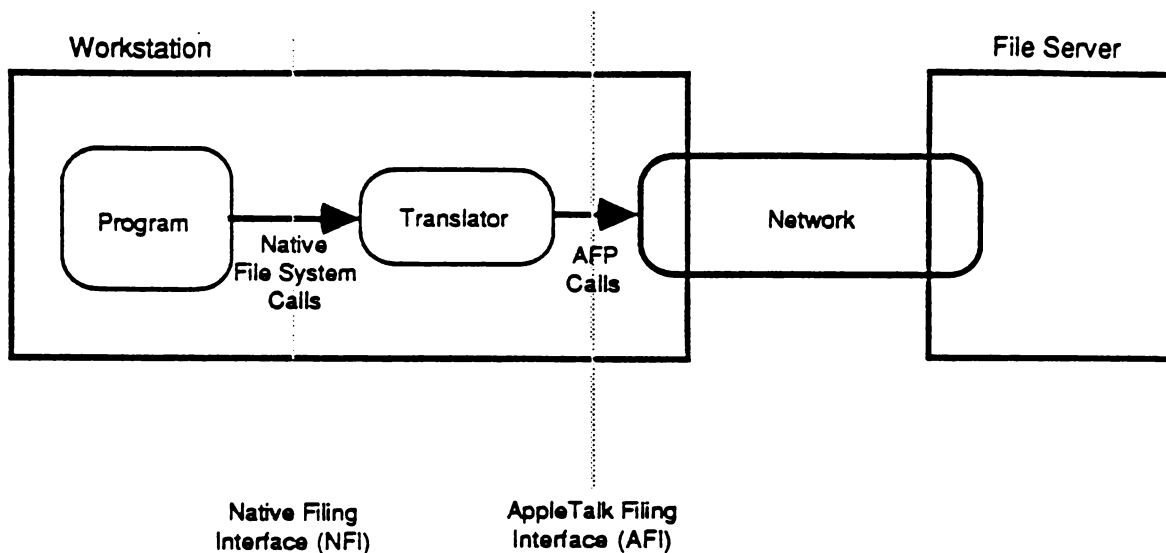 Workstation
File Server
Program
Translator
Network
Native
File System
Calls
AFP
Calls
Native Filing
Interface (NFI)
AppleTalk Filing
Interface (AFI)